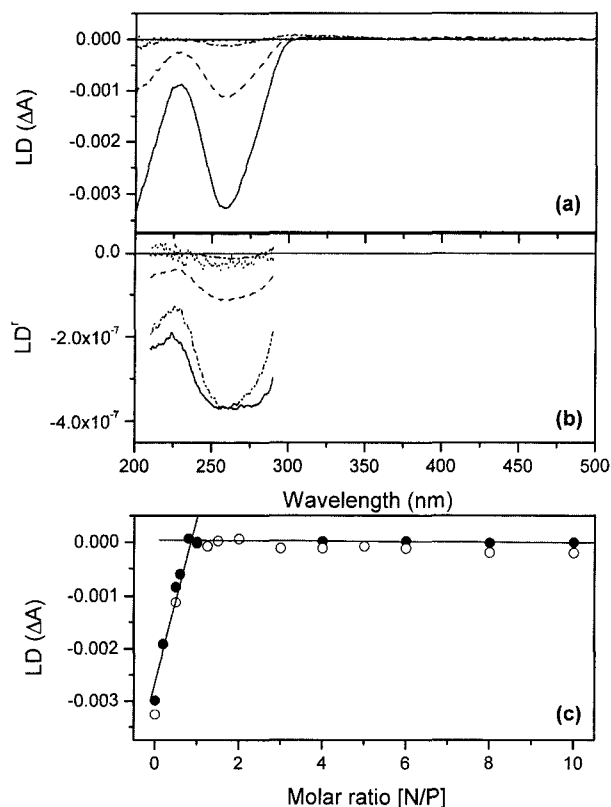 0.000
-0.001
-0.002
-0.003
LD (ΔA)
(a)
0.0
-2.0x10⁻⁷
-4.0x10⁻⁷
LDʳ
(b)
200 250 300 350 400 450 500
Wavelength (nm)
0.000
-0.001
-0.002
-0.003
LD (ΔA)
(c)
0 2 4 6 8 10
Molar ratio [N/P]